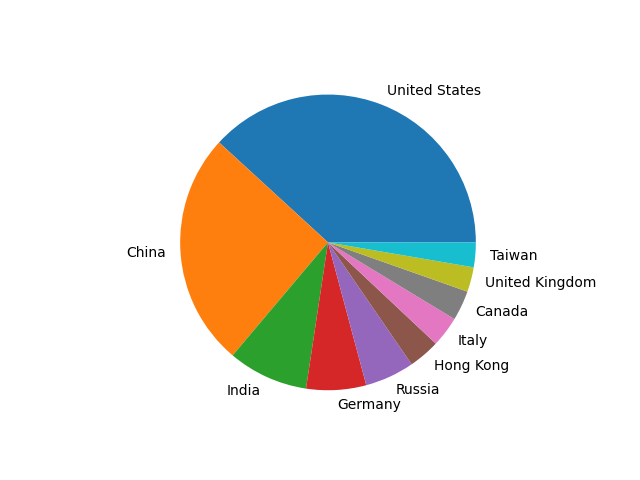 United States
China
India
Germany
Russia
Hong Kong
Italy
Canada
United Kingdom
Taiwan